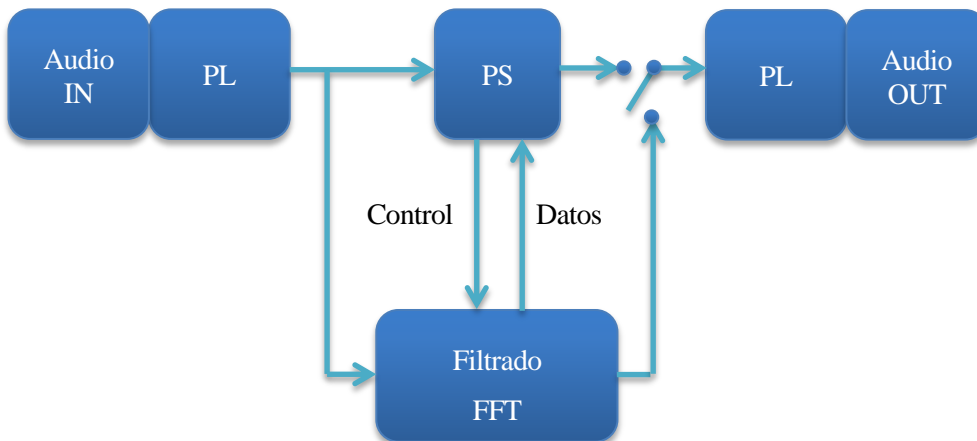 Audio
IN
PL
PS
PL
Audio
OUT
Control
Datos
Filtrado
FFT